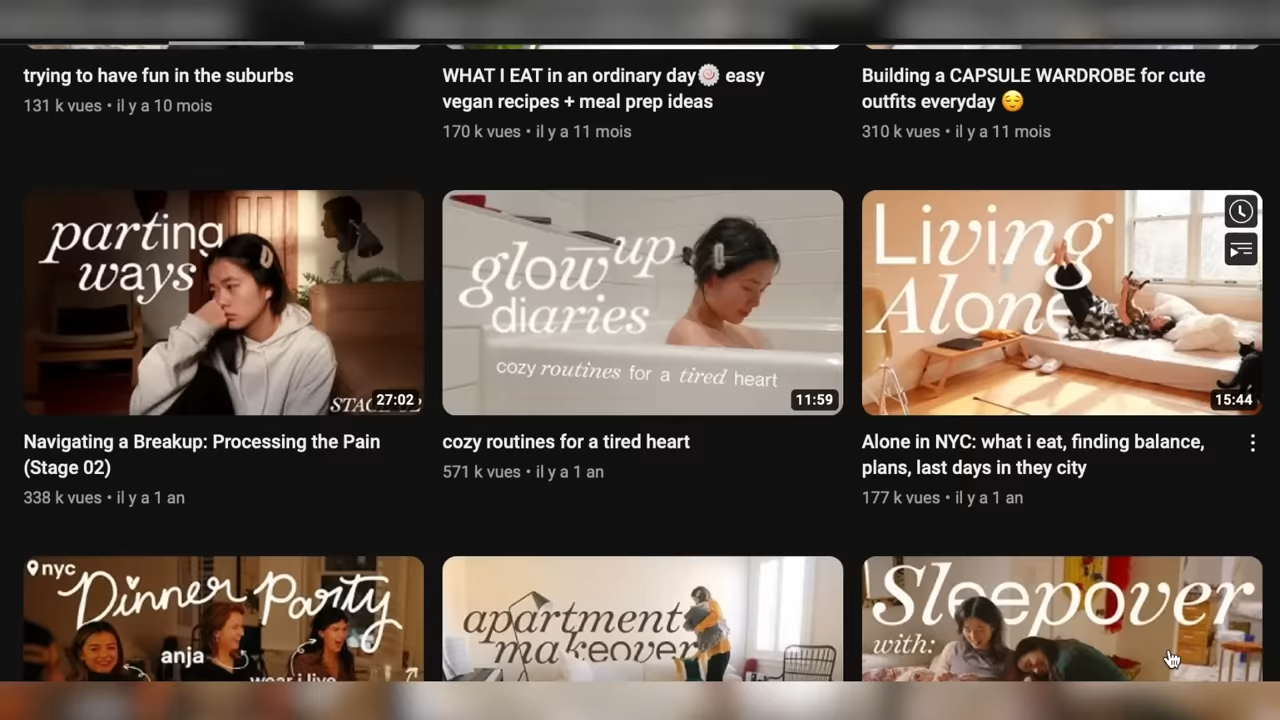 trying to have fun in the suburbs
131 k vues • il y a 10 mois
WHAT I EAT in an ordinary day🍥 easy
vegan recipes + meal prep ideas
170 k vues • il y a 11 mois
Building a CAPSULE WARDROBE for cute
outfits everyday 😌
310 k vues • il y a 11 mois
parting
ways
27:02
Navigating a Breakup: Processing the Pain
(Stage 02)
338 k vues • il y a 1 an
glow up
diaries
cozy routines for a tired heart
11:59
cozy routines for a tired heart
571 k vues • il y a 1 an
Living
Alone
15:44
Alone in NYC: what i eat, finding balance,
plans, last days in they city
177 k vues • il y a 1 an
nyc
Dinner Party
anja
apartment
makeover
Sleepover
with: